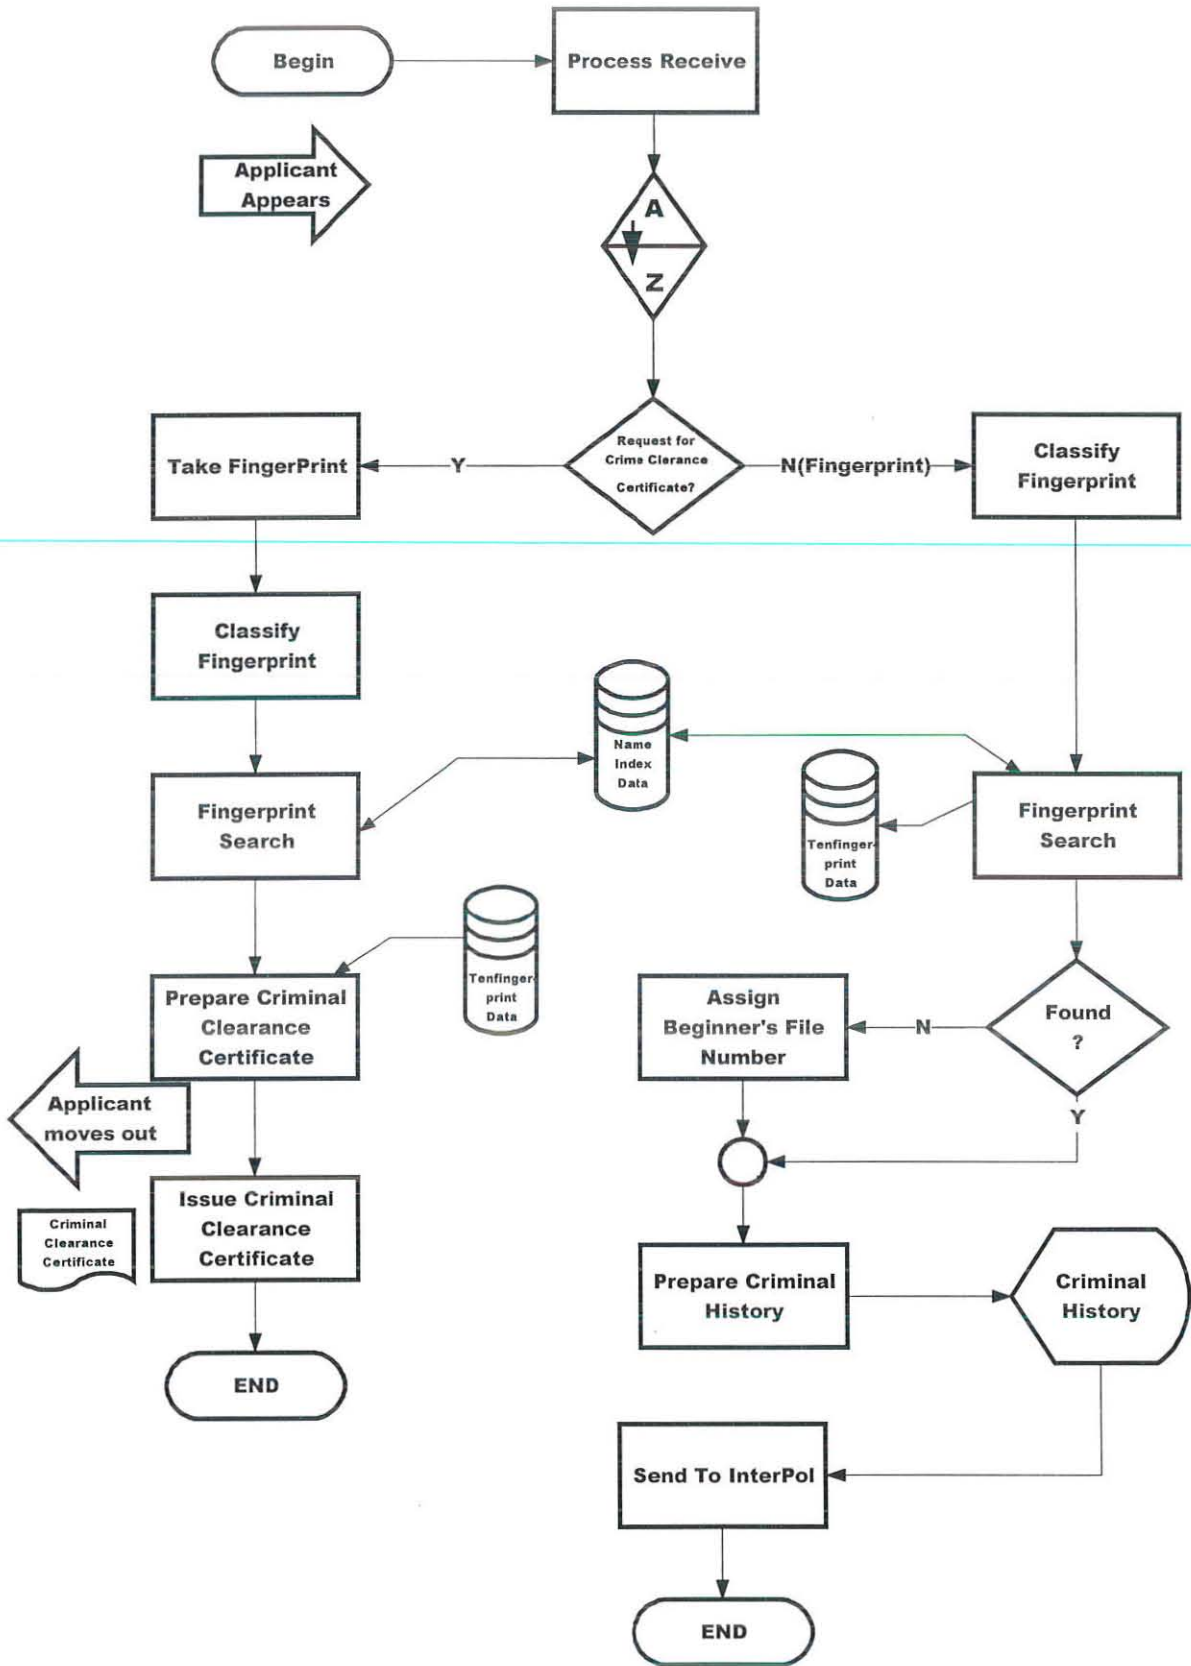 Begin
Process Receive
Applicant
Appears
A
Z
Request for
Crime Clerance
Certificate?
Y
N(Fingerprint)
Take FingerPrint
Classify
Fingerprint
Classify
Fingerprint
Name
Index
Data
Fingerprint
Search
Tenfinger-
print
Data
Fingerprint
Search
Tenfinger-
print
Data
Prepare Criminal
Clearance
Certificate
Assign
Beginner's File
Number
N
Found
?
Y
Applicant
moves out
Issue Criminal
Clearance
Certificate
Criminal
Clearance
Certificate
Prepare Criminal
History
Criminal
History
END
Send To InterPol
END